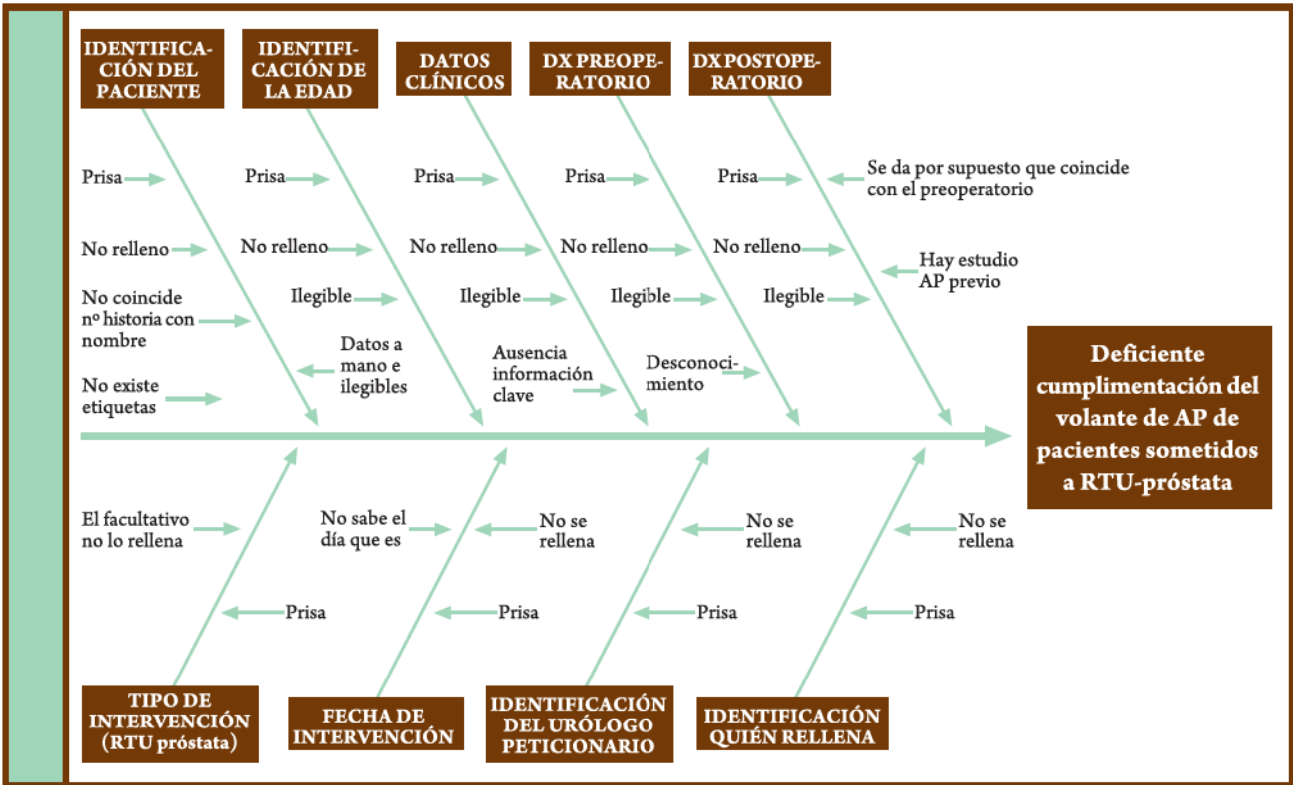 IDENTIFICA-
CIÓN DEL
PACIENTE
IDENTIFI-
CACIÓN DE
LA EDAD
DATOS
CLÍNICOS
DX PREOPE-
RATORIO
DX POSTOPE-
RATORIO
Prisa
Prisa
Prisa
Prisa
Prisa
Se da por supuesto que coincide
con el preoperatorio
No relleno
No relleno
No relleno
No relleno
No relleno
Hay estudio
AP previo
No coincide
nº historia con
nombre
Ilegible
Ilegible
Ilegible
Ilegible
Datos a
mano e
ilegibles
Ausencia
información
clave
Desconoci-
miento
No existe
etiquetas
Deficiente
cumplimentación del
volante de AP de
pacientes sometidos
a RTU-próstata
El facultativo
no lo rellena
No sabe el
día que es
No se
rellena
No se
rellena
No se
rellena
Prisa
Prisa
Prisa
Prisa
TIPO DE
INTERVENCIÓN
(RTU próstata)
FECHA DE
INTERVENCIÓN
IDENTIFICACIÓN
DEL URÓLOGO
PETICIONARIO
IDENTIFICACIÓN
QUIÉN RELLENA